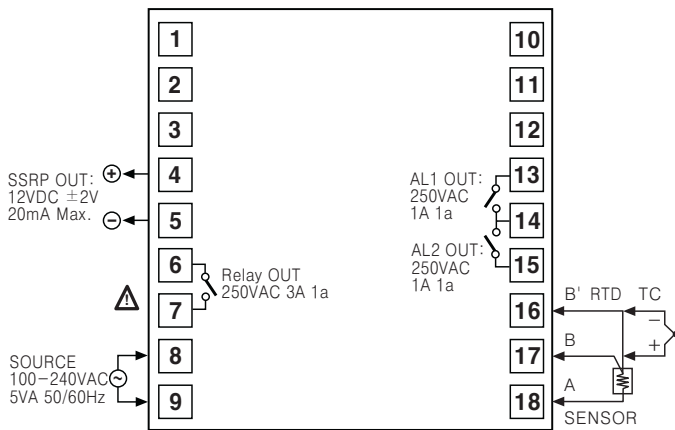 1
2
3
4
5
6
7
8
9
10
11
12
13
14
15
16
17
18
SSRP OUT:
12VDC ±2V
20mA Max.
+
−
Relay OUT
250VAC 3A 1a
!
SOURCE
100−240VAC
5VA 50/60Hz
~
AL1 OUT:
250VAC
1A 1a
AL2 OUT:
250VAC
1A 1a
B' RTD TC
−
+
B
A
SENSOR